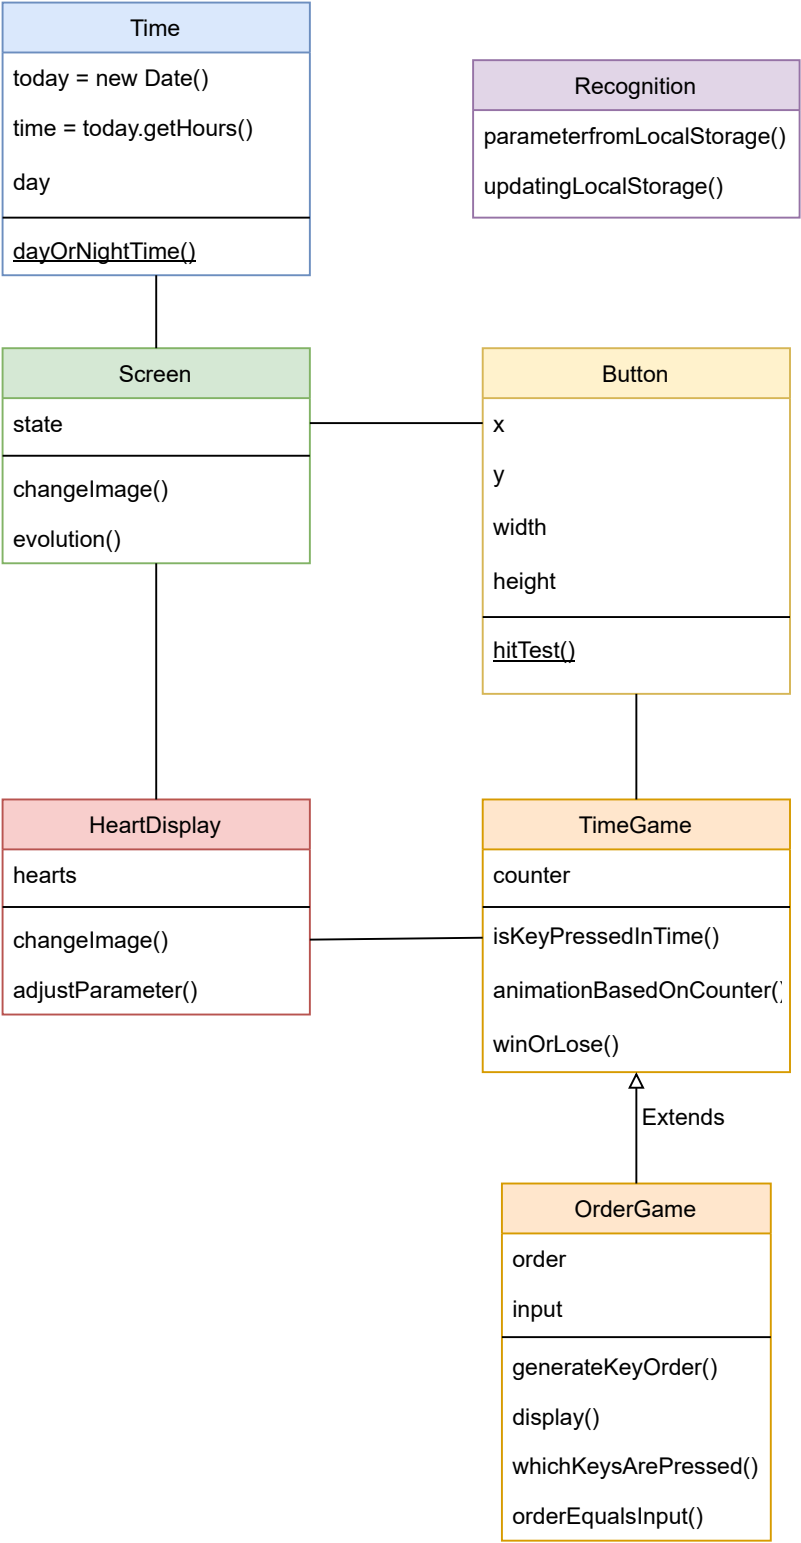 Time
today = new Date()
time = today.getHours()
day
dayOrNightTime()
Recognition
parameterfromLocalStorage()
updatingLocalStorage()
Screen
state
changeImage()
evolution()
Button
x
y
width
height
hitTest()
HeartDisplay
hearts
changeImage()
adjustParameter()
TimeGame
counter
isKeyPressedInTime()
animationBasedOnCounter()
winOrLose()
Extends
OrderGame
order
input
generateKeyOrder()
display()
whichKeysArePressed()
orderEqualsInput()